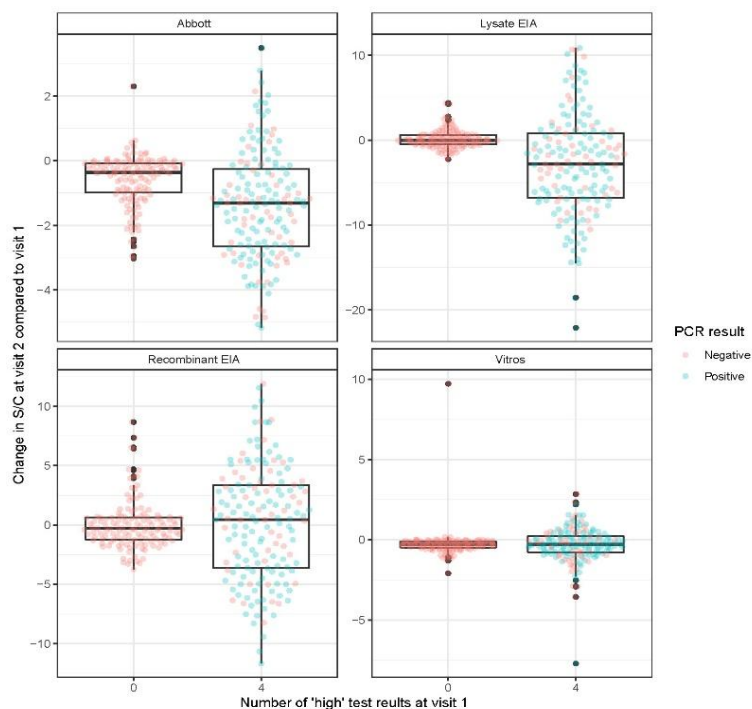 Abbott
Lysate EIA
2
0
−2
−4
10
0
−10
−20
Recombinant EIA
Vitros
10
5
0
−5
−10
10
5
0
−5
0
4
0
4
Change in S/C at visit 2 compared to visit 1
Number of 'high' test reults at visit 1
PCR result
Negative
Positive